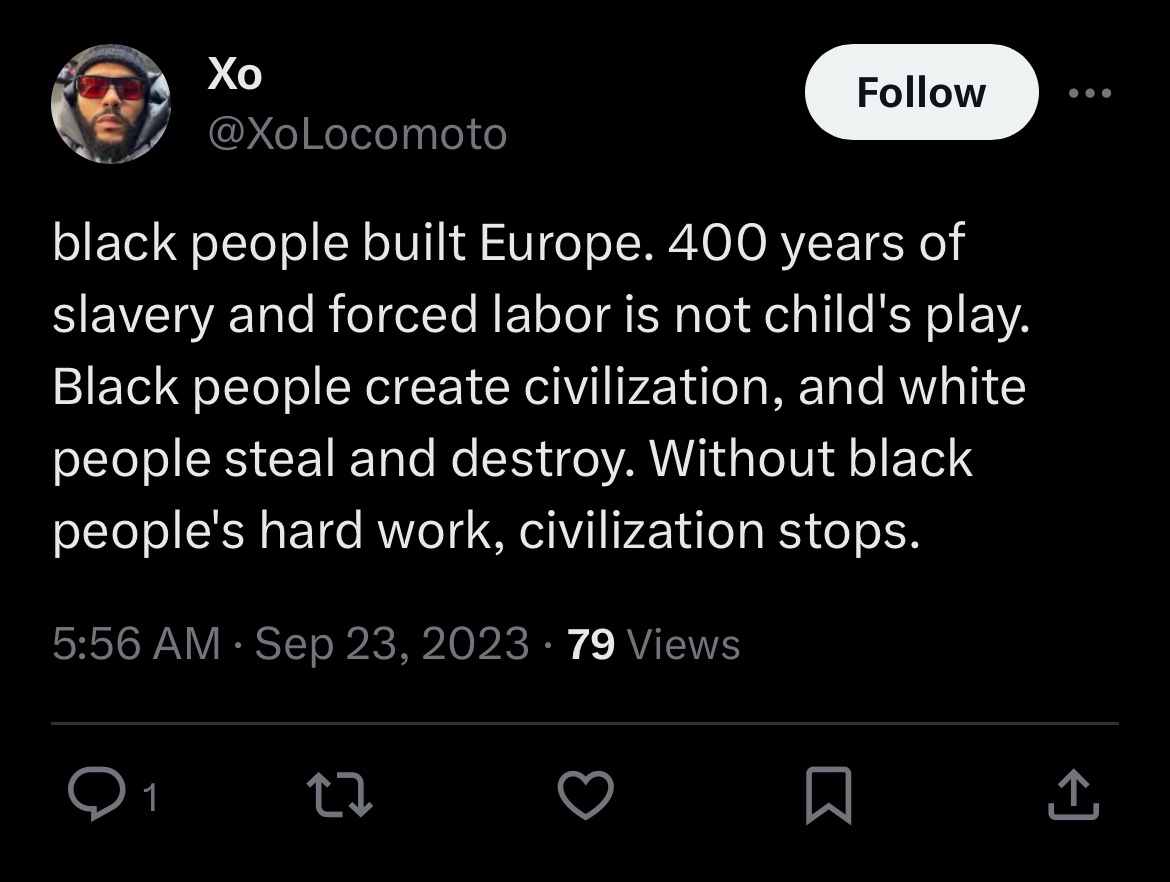 Xo
@XoLocomoto
Follow
black people built Europe. 400 years of
slavery and forced labor is not child's play.
Black people create civilization, and white
people steal and destroy. Without black
people's hard work, civilization stops.
5:56 AM · Sep 23, 2023 · 79 Views
1